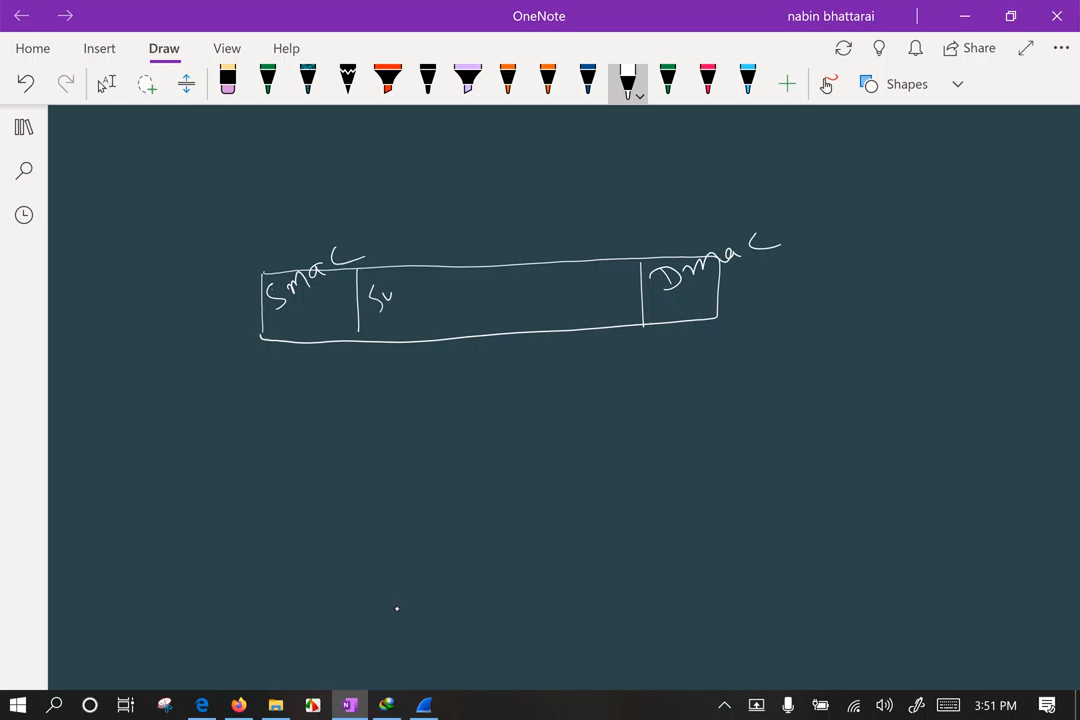 OneNote
nabin bhattarai
Home Insert Draw View Help
Share
Shapes
Smac
Dmac
3:51 PM